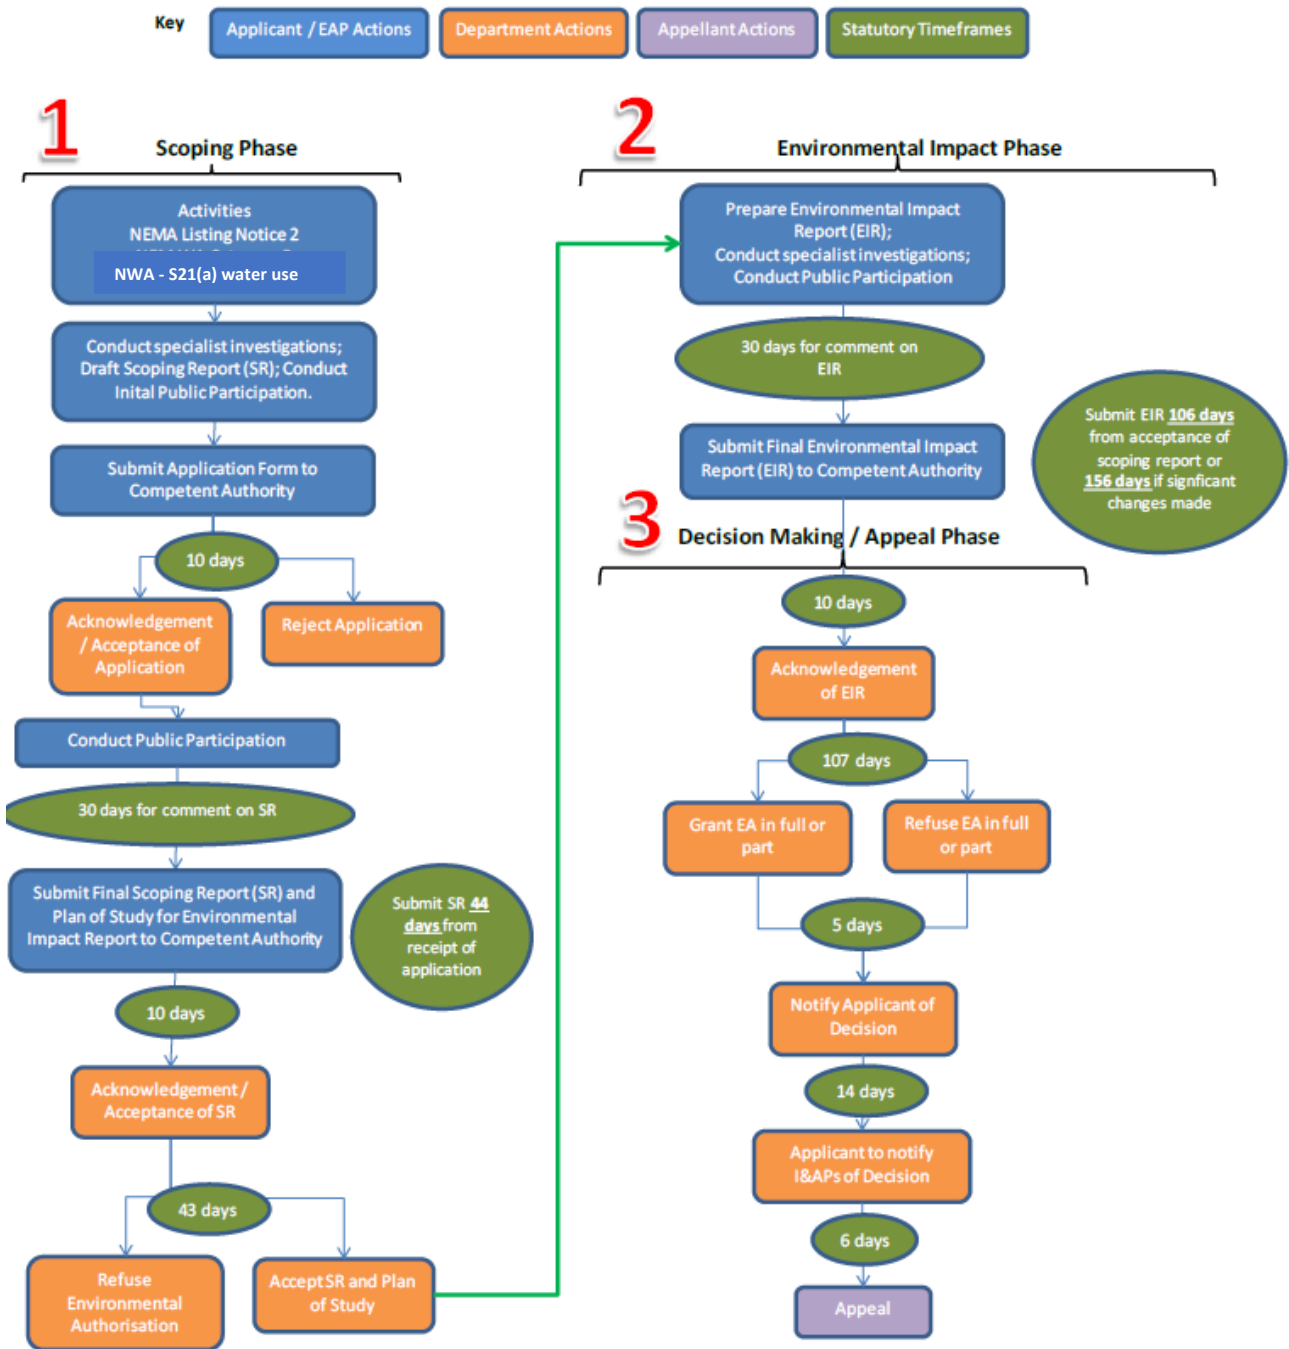 Key
Applicant / EAP Actions
Department Actions
Appellant Actions
Statutory Timeframes
1
Scoping Phase
Activities
NEMA Listing Notice 2
NWA - S21(a) water use
Conduct specialist investigations;
Draft Scoping Report (SR); Conduct
Inital Public Participation.
Submit Application Form to
Competent Authority
10 days
Acknowledgement
/ Acceptance of
Application
Reject Application
Conduct Public Participation
30 days for comment on SR
Submit Final Scoping Report (SR) and
Plan of Study for Environmental
Impact Report to Competent Authority
Submit SR 44
days from
receipt of
application
10 days
Acknowledgement /
Acceptance of SR
43 days
Refuse
Environmental
Authorisation
Accept SR and Plan
of Study
2
Environmental Impact Phase
Prepare Environmental Impact
Report (EIR);
Conduct specialist investigations;
Conduct Public Participation
30 days for comment on
EIR
Submit Final Environmental Impact
Report (EIR) to Competent Authority
Submit EIR 106 days
from acceptance of
scoping report or
156 days if signficant
changes made
3
Decision Making / Appeal Phase
10 days
Acknowledgement
of EIR
107 days
Grant EA in full or
part
Refuse EA in full
or part
5 days
Notify Applicant of
Decision
14 days
Applicant to notify
I&APs of Decision
6 days
Appeal